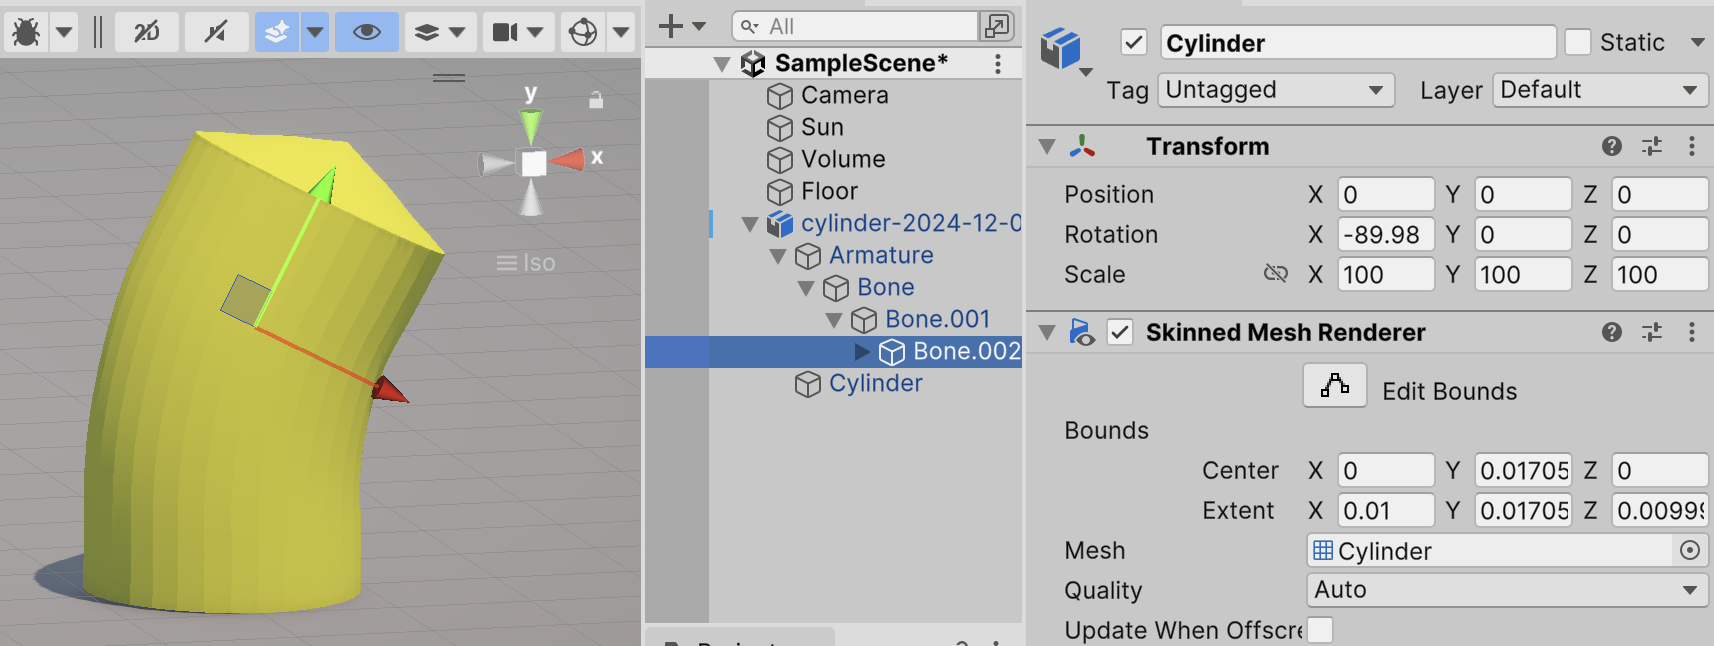 2D
y
x
Iso
All
SampleScene*
Camera
Sun
Volume
Floor
cylinder-2024-12-0
Armature
Bone
Bone.001
Bone.002
Cylinder
Cylinder
Static
Tag Untagged Layer Default
Transform
Position X 0 Y 0 Z 0
Rotation X -89.98 Y 0 Z 0
Scale X 100 Y 100 Z 100
Skinned Mesh Renderer
Edit Bounds
Bounds
Center X 0 Y 0.01705 Z 0
Extent X 0.01 Y 0.01705 Z 0.0099
Mesh Cylinder
Quality Auto
Update When Offscre